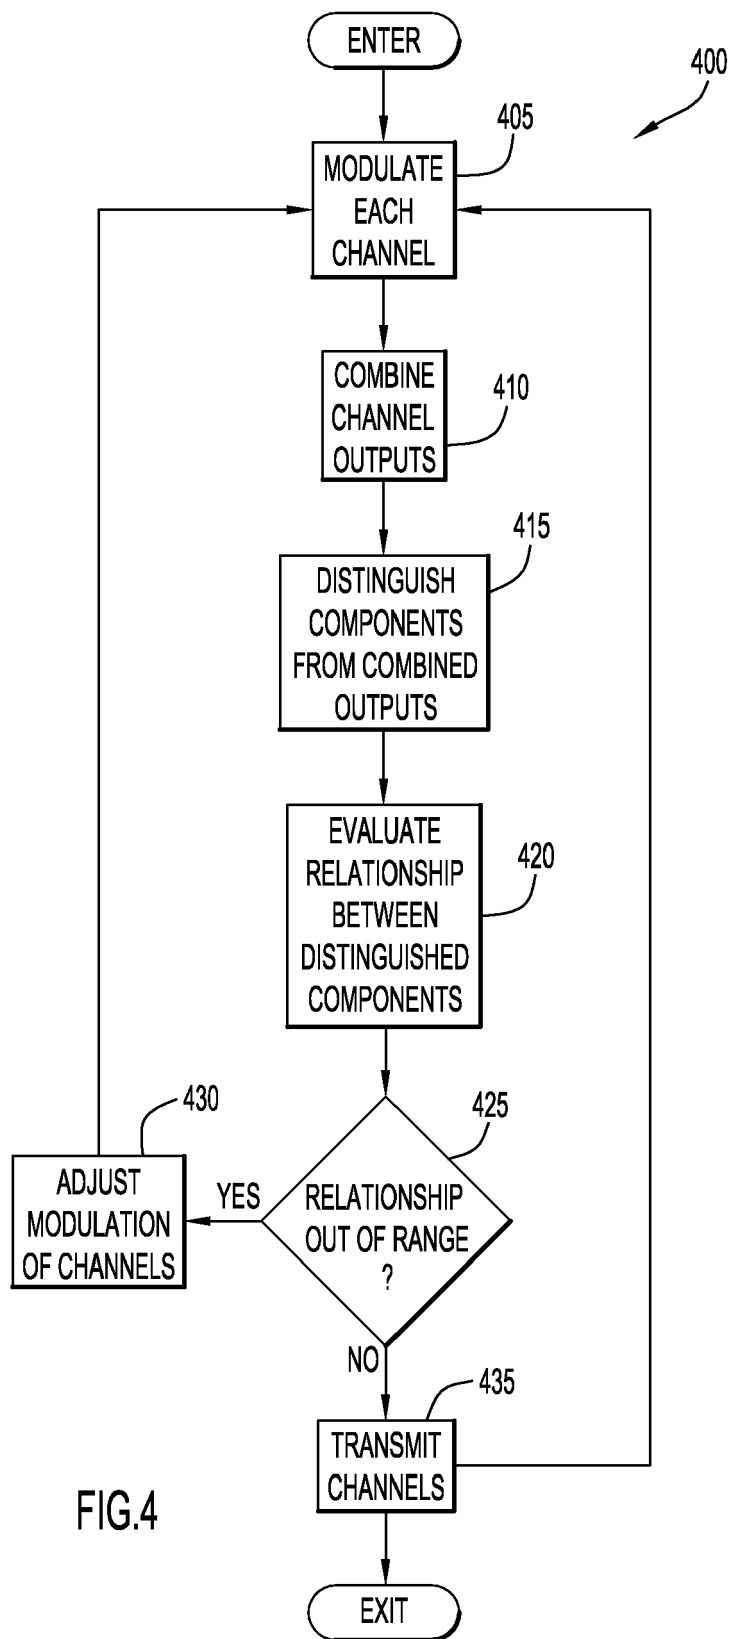 ENTER
400
405
MODULATE
EACH
CHANNEL
COMBINE
CHANNEL
OUTPUTS
410
415
DISTINGUISH
COMPONENTS
FROM COMBINED
OUTPUTS
EVALUATE
RELATIONSHIP
BETWEEN
DISTINGUISHED
COMPONENTS
420
430
425
ADJUST
MODULATION
OF CHANNELS
YES
RELATIONSHIP
OUT OF RANGE
?
NO
435
TRANSMIT
CHANNELS
FIG.4
EXIT